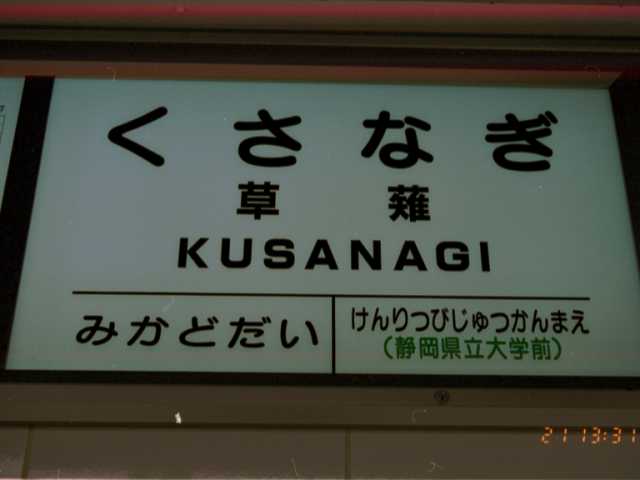 くさなぎ
草薙
KUSANAGI
みかどだい
けんりつびじゅつかんまえ
(静岡県立大学前)
21 13:31